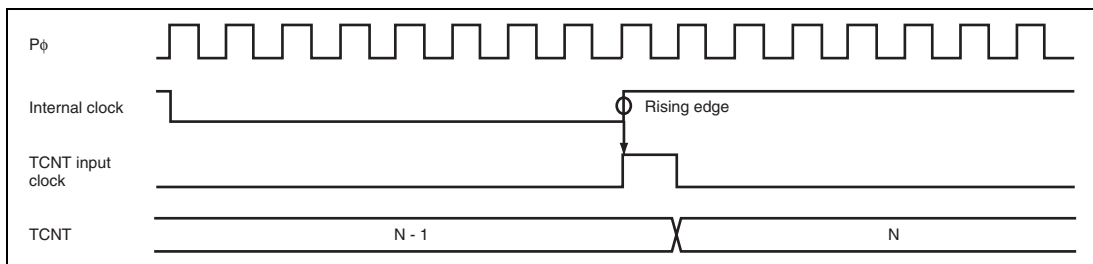 Pϕ
Internal clock
Rising edge
TCNT input
clock
TCNT
N - 1
N